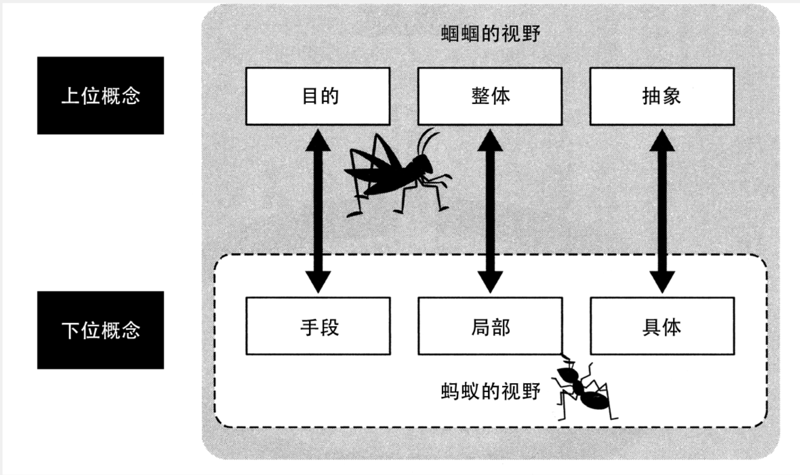 蝈蝈的视野
上位概念
目的
整体
抽象
下位概念
手段
局部
具体
蚂蚁的视野